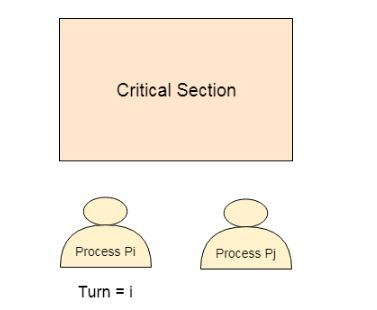 Critical Section
Process Pi
Process Pj
Turn = i